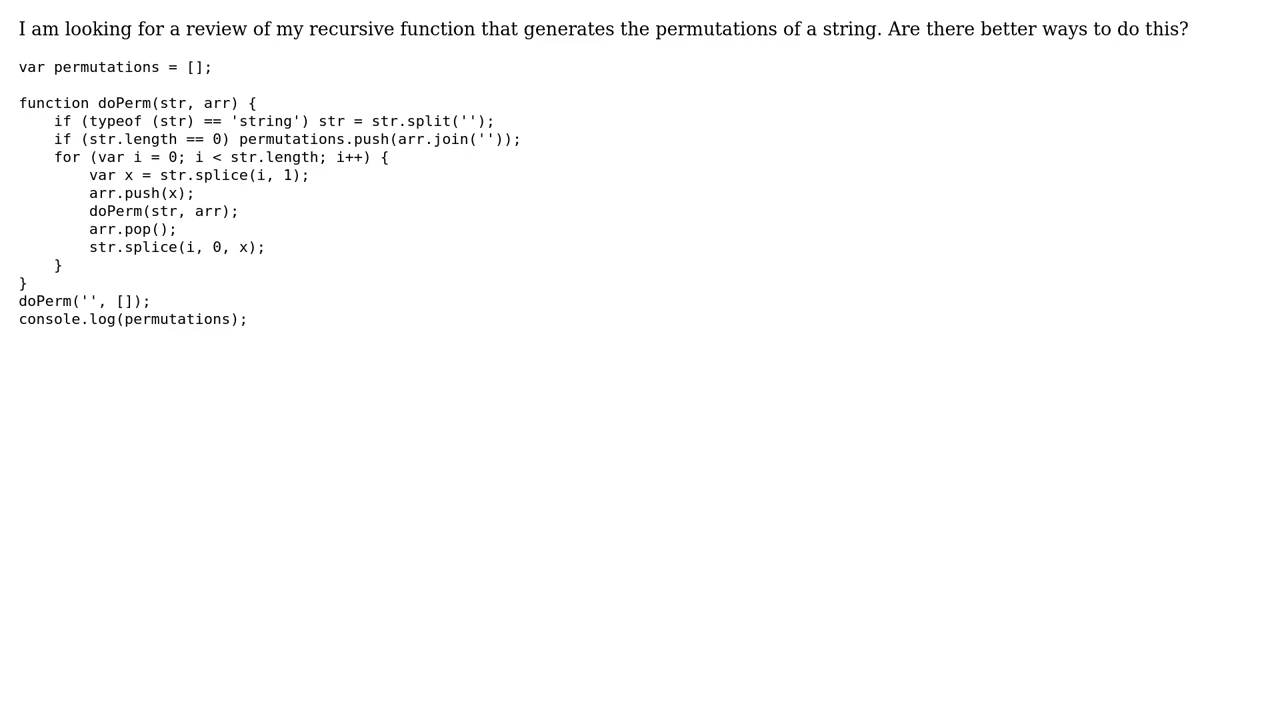 I am looking for a review of my recursive function that generates the permutations of a string. Are there better ways to do this?
var permutations = [];
function doPerm(str, arr) {
    if (typeof (str) == 'string') str = str.split('');
    if (str.length == 0) permutations.push(arr.join(''));
    for (var i = 0; i < str.length; i++) {
        var x = str.splice(i, 1);
        arr.push(x);
        doPerm(str, arr);
        arr.pop();
        str.splice(i, 0, x);
    }
}
doPerm('', []);
console.log(permutations);